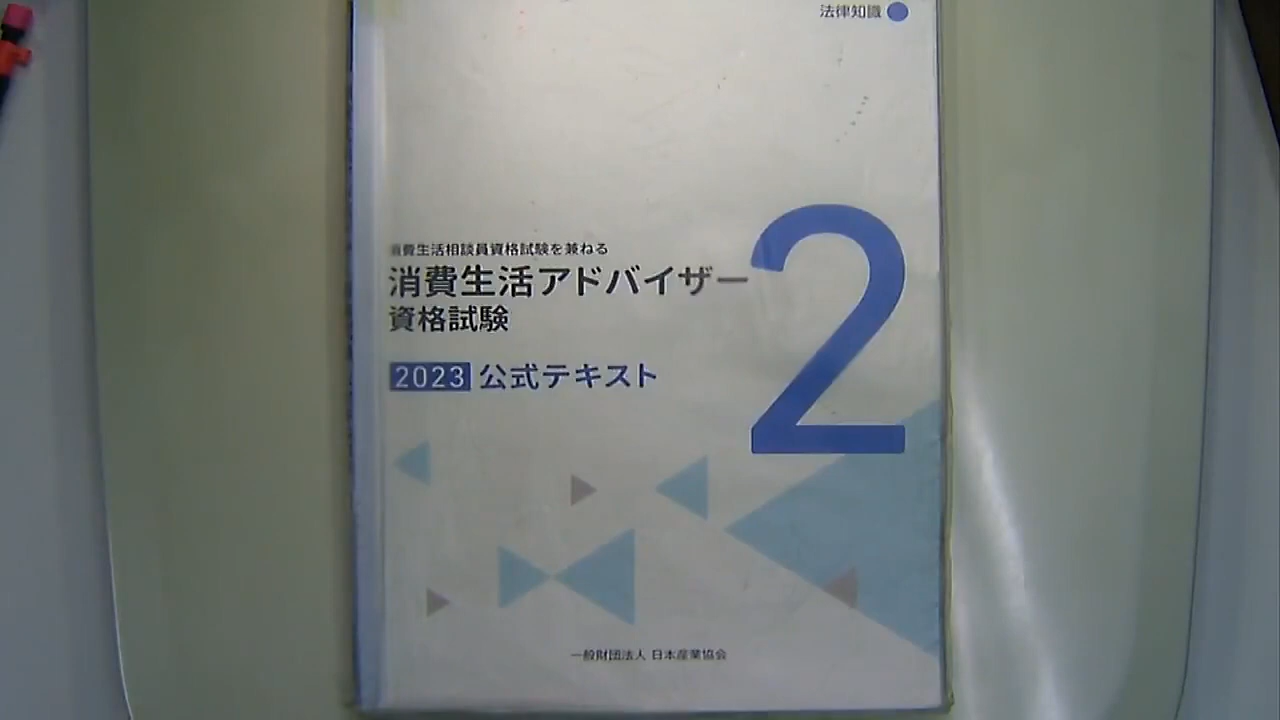 法律知識
消費生活相談員資格試験を兼ねる
消費生活アドバイザー
資格試験
2
2023 公式テキスト
一般財団法人 日本産業協会